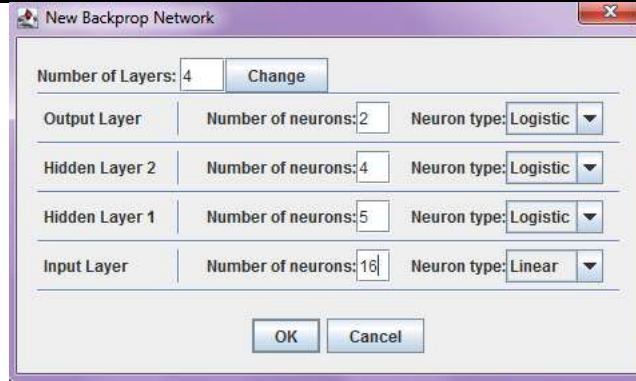 New Backprop Network
Number of Layers: 4 Change
Output Layer Number of neurons: 2 Neuron type: Logistic
Hidden Layer 2 Number of neurons: 4 Neuron type: Logistic
Hidden Layer 1 Number of neurons: 5 Neuron type: Logistic
Input Layer Number of neurons: 16 Neuron type: Linear
OK Cancel